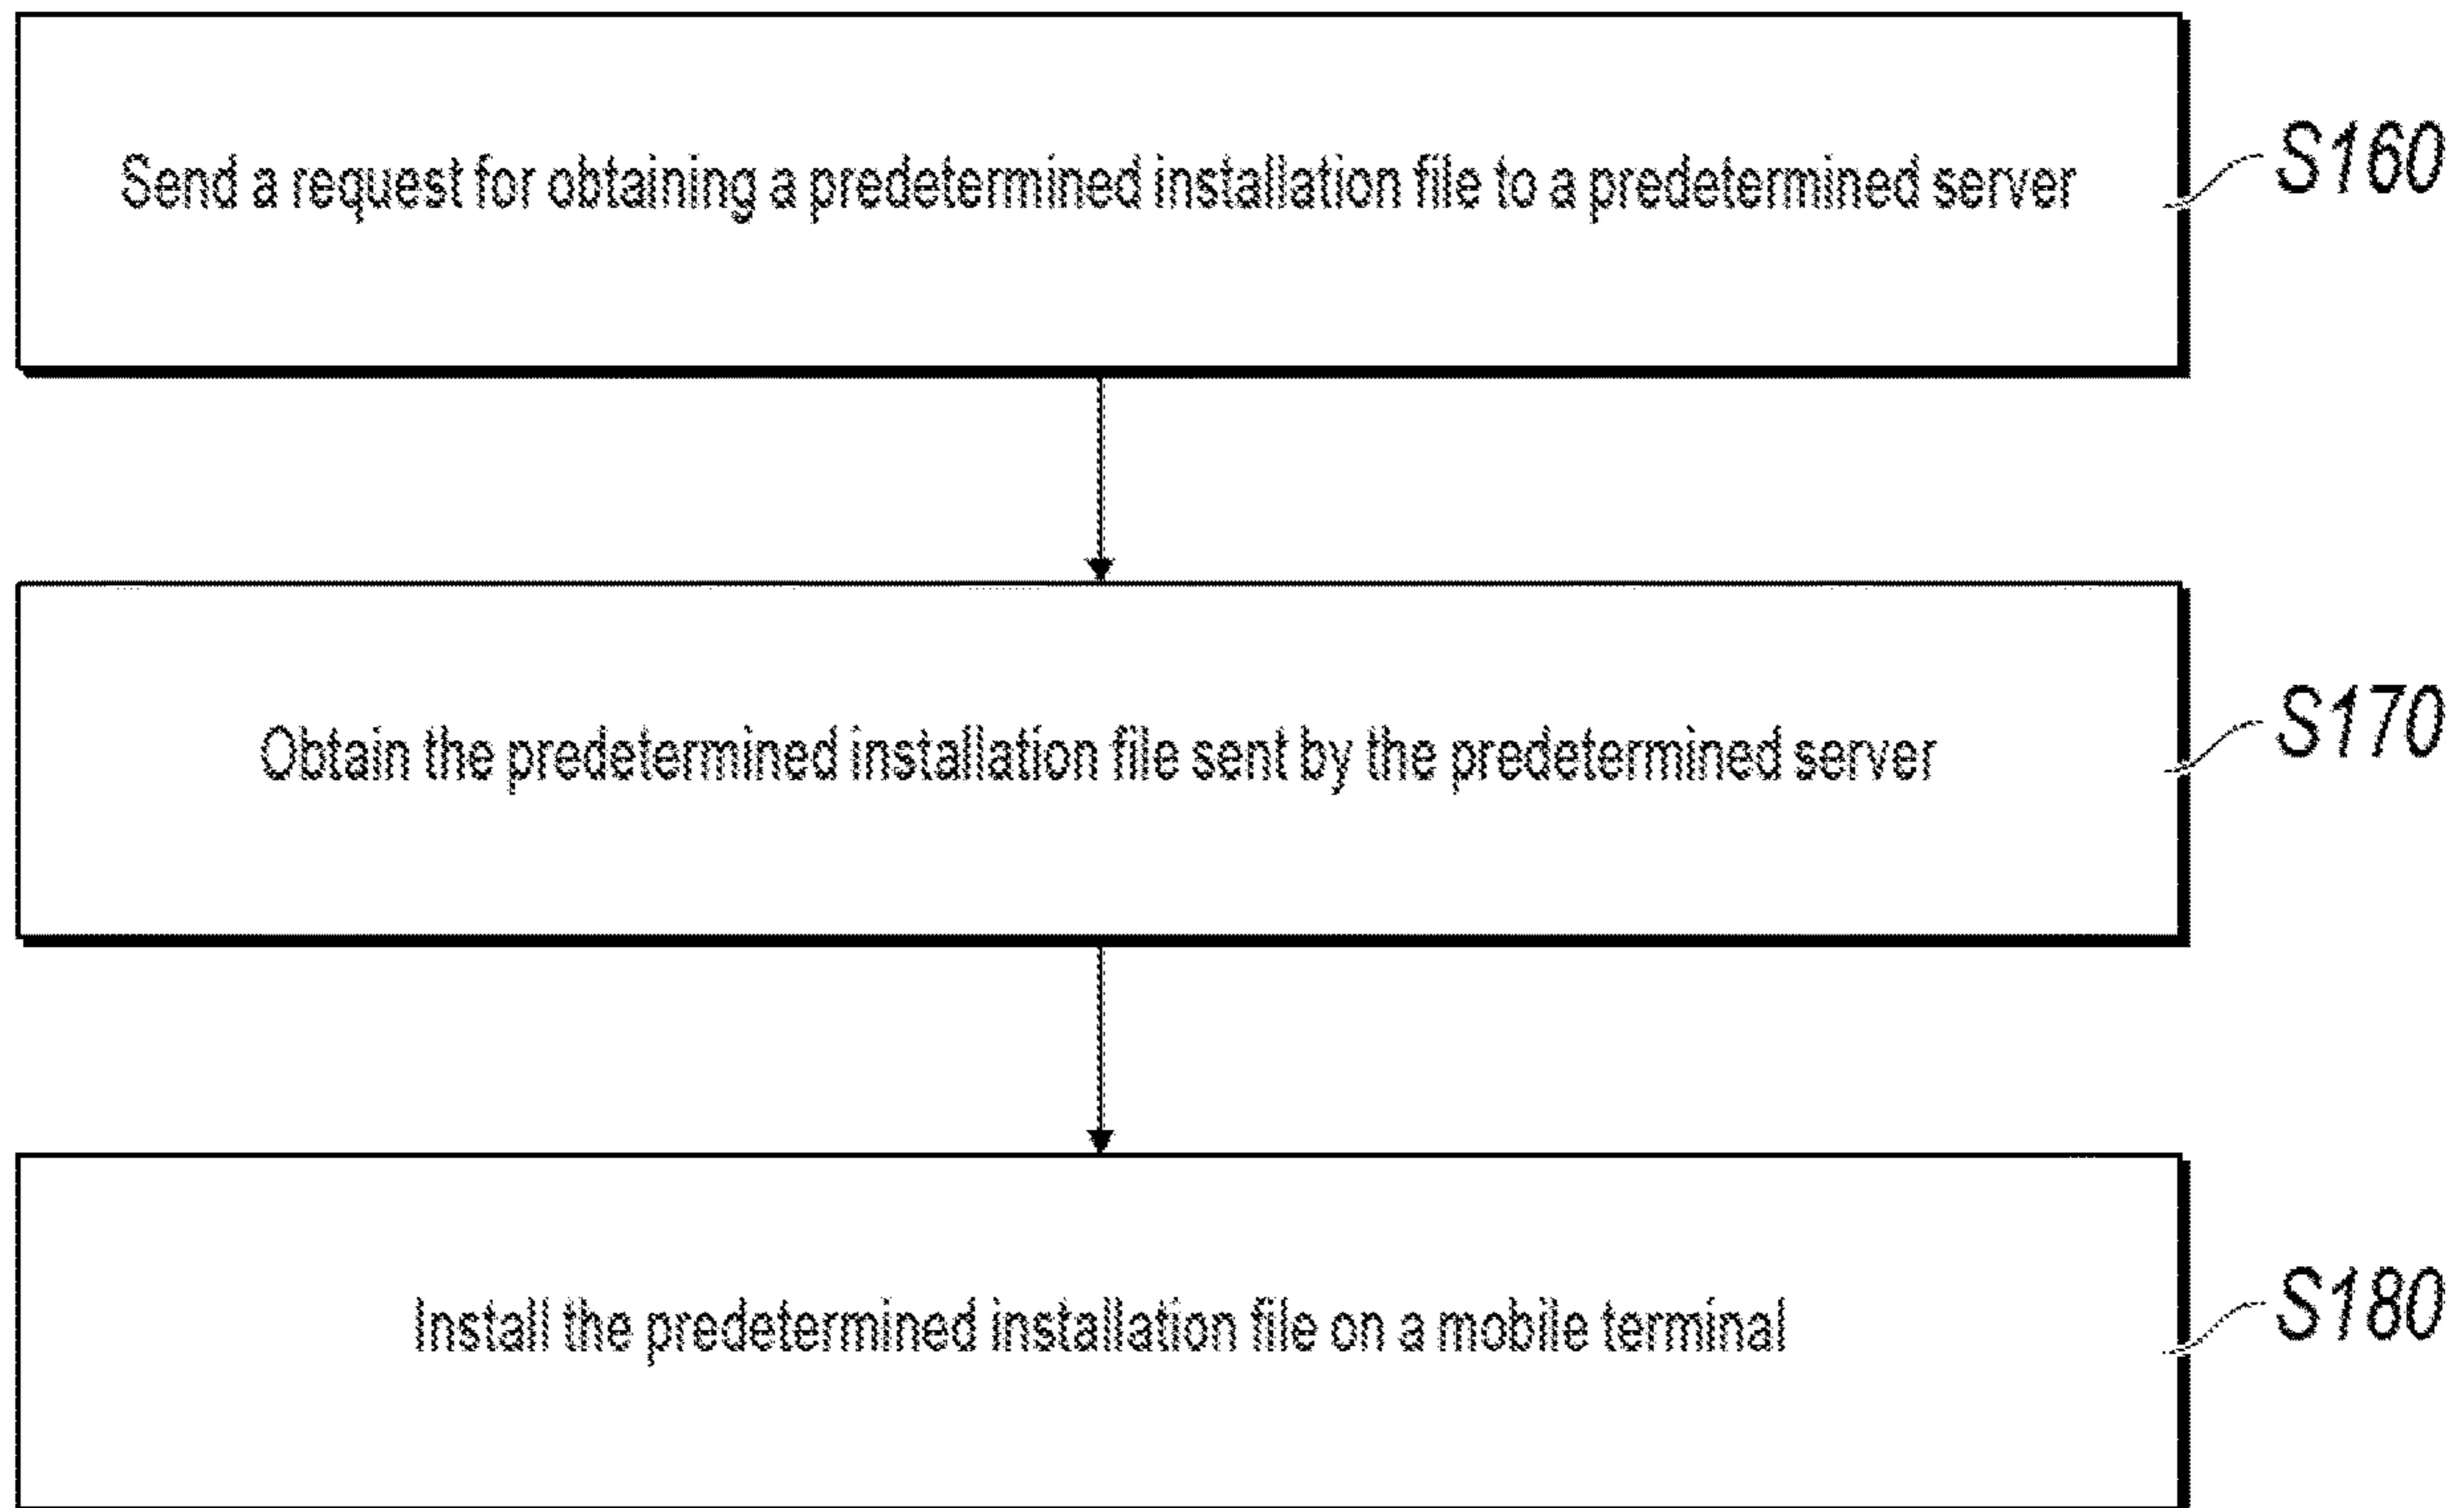 Send a request for obtaining a predetermined installation file to a predetermined server
S160
Obtain the predetermined installation file sent by the predetermined server
S170
Install the predetermined installation file on a mobile terminal
S180